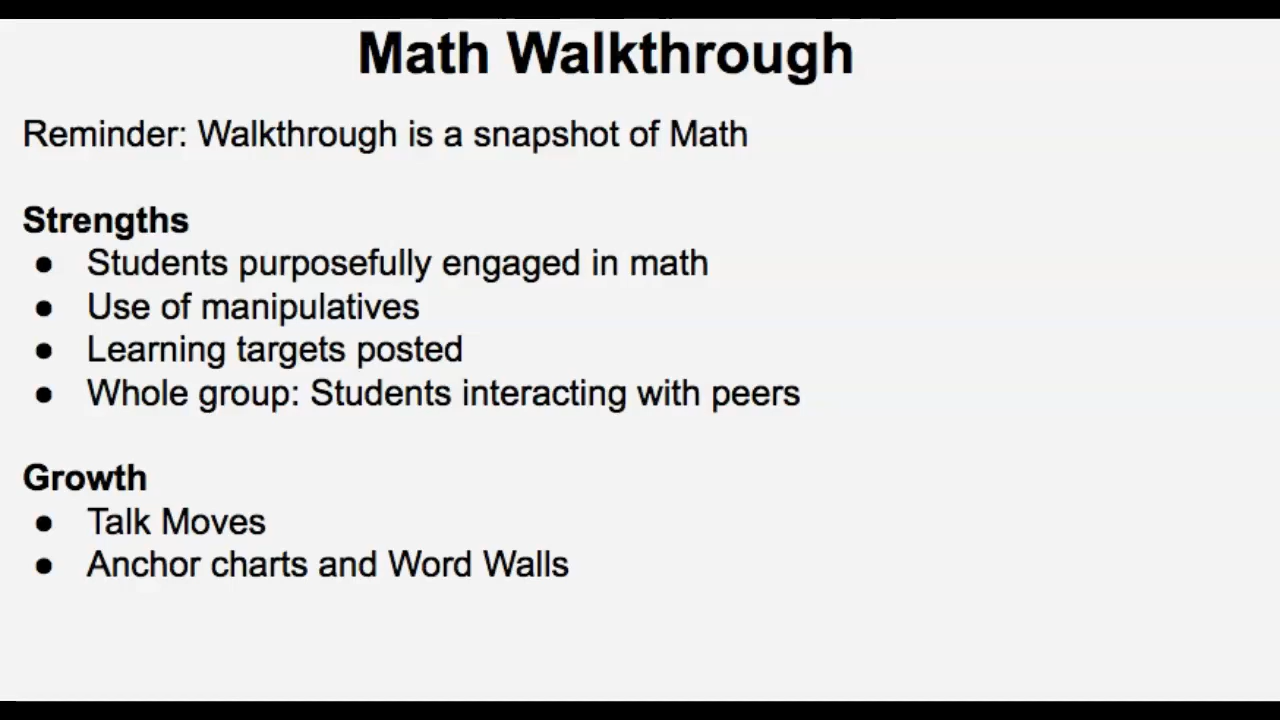 Math Walkthrough
Reminder: Walkthrough is a snapshot of Math
Strengths
● Students purposefully engaged in math
● Use of manipulatives
● Learning targets posted
● Whole group: Students interacting with peers
Growth
● Talk Moves
● Anchor charts and Word Walls